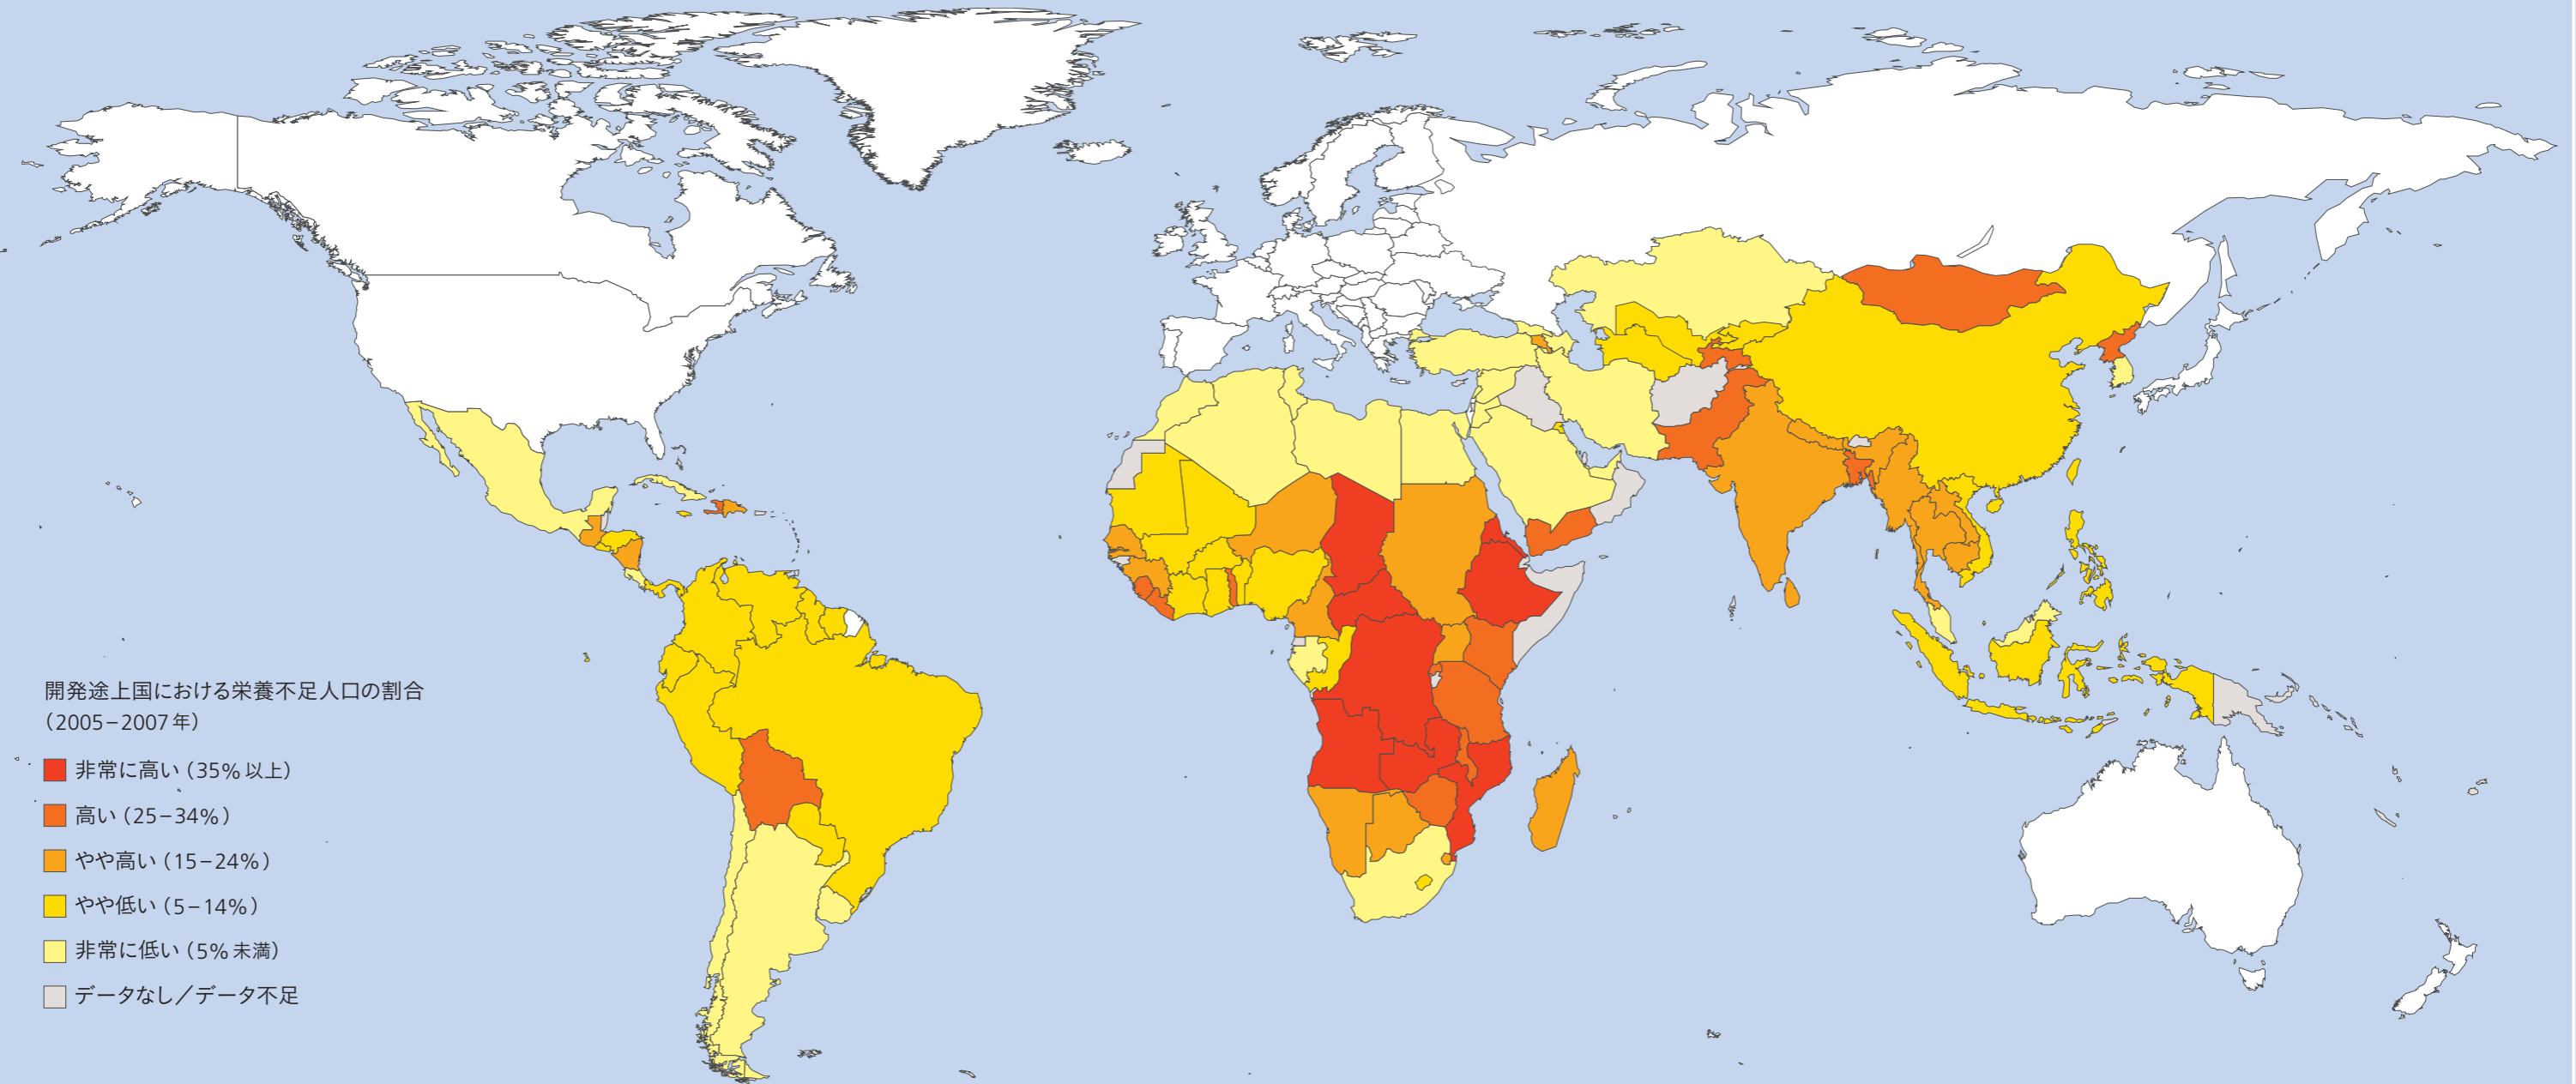 開発途上国における栄養不足人口の割合
（2005−2007年）
非常に高い（35%以上）
高い（25−34%）
やや高い（15−24%）
やや低い（5−14%）
非常に低い（5%未満）
データなし／データ不足